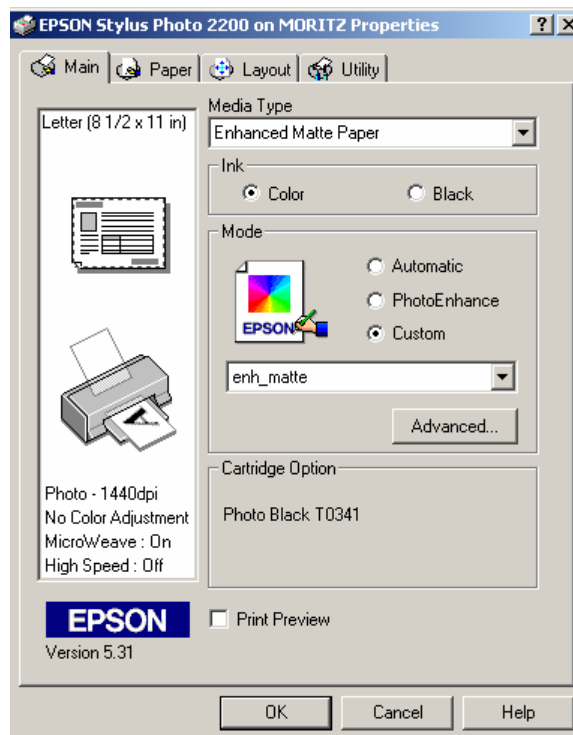 EPSON Stylus Photo 2200 on MORITZ Properties
Main
Paper
Layout
Utility
Letter (8 1/2 x 11 in)
Media Type
Enhanced Matte Paper
Ink
Color
Black
Mode
EPSON
Automatic
PhotoEnhance
Custom
enh_matte
Advanced...
Cartridge Option
Photo Black T0341
A
Photo - 1440dpi
No Color Adjustment
MicroWeave : On
High Speed : Off
EPSON
Version 5.31
Print Preview
OK
Cancel
Help